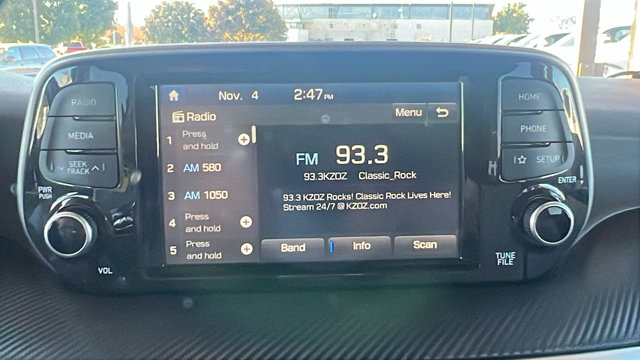 Nov. 4 2:47PM
Radio Menu
1 Press and hold
2 AM 580
3 AM 1050
4 Press and hold
5 Press and hold
FM 93.3
93.3KZOZ Classic_Rock
93.3 KZOZ Rocks! Classic Rock Lives Here!
Stream 24/7 @ KZOZ.com
Band Info Scan
RADIO
MEDIA
SEEK
TRACK
PWR
PUSH
VOL
HOME
PHONE
SETUP
ENTER
TUNE
FILE